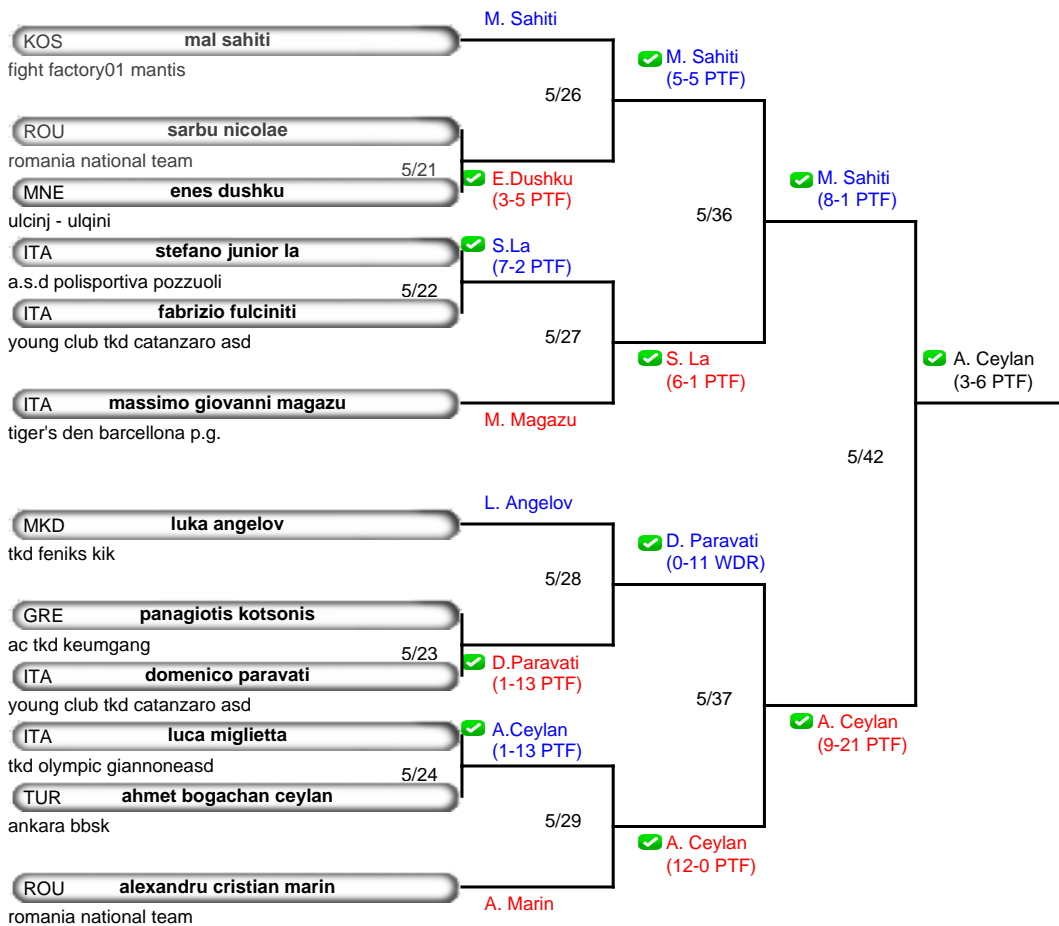 M. Sahiti
KOS mal sahiti
fight factory01 mantis
M. Sahiti
(5-5 PTF)
5/26
ROU sarbu nicolae
romania national team
5/21
E.Dushku
(3-5 PTF)
MNE enes dushku
ulcinj - ulqini
M. Sahiti
(8-1 PTF)
5/36
ITA stefano junior la
a.s.d polisportiva pozzuoli
S.La
(7-2 PTF)
5/22
ITA fabrizio fulciniti
young club tkd catanzaro asd
5/27
S. La
(6-1 PTF)
ITA massimo giovanni magazu
tiger's den barcellona p.g.
M. Magazu
A. Ceylan
(3-6 PTF)
5/42
L. Angelov
MKD luka angelov
tkd feniks kik
D. Paravati
(0-11 WDR)
5/28
GRE panagiotis kotsonis
ac tkd keumgang
5/23
D.Paravati
(1-13 PTF)
ITA domenico paravati
young club tkd catanzaro asd
5/37
A. Ceylan
(9-21 PTF)
ITA luca miglietta
tkd olympic giannoneasd
A.Ceylan
(1-13 PTF)
5/24
TUR ahmet bogachan ceylan
ankara bbsk
5/29
A. Ceylan
(12-0 PTF)
ROU alexandru cristian marin
romania national team
A. Marin